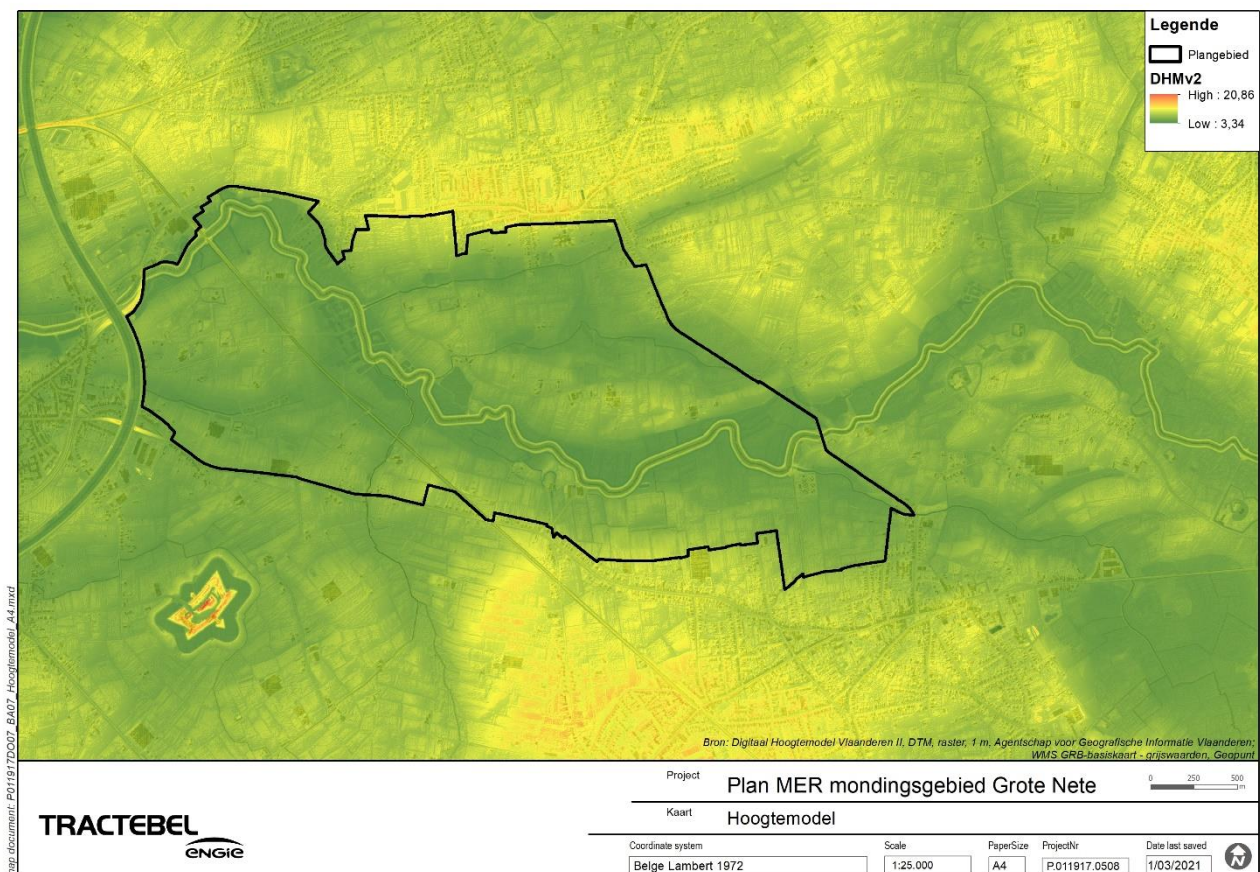 Legende
Plangebied
DHMv2
High : 20,86
Low : 3,34
Bron: Digitaal Hoogtemodel Vlaanderen II, DTM, raster, 1 m, Agentschap voor Geografische Informatie Vlaanderen;
WMS GRB-basiskaart - grijswaarden, Geopunt
map document: P011917DO07_BA07_Hoogtemodel_A4.mxd
TRACTEBEL
ENGIE
Project Plan MER mondingsgebied Grote Nete
0 250 500
m
Kaart Hoogtemodel
Coordinate system Scale PaperSize ProjectNr Date last saved
Belge Lambert 1972 1:25.000 A4 P.011917.0508 1/03/2021
N